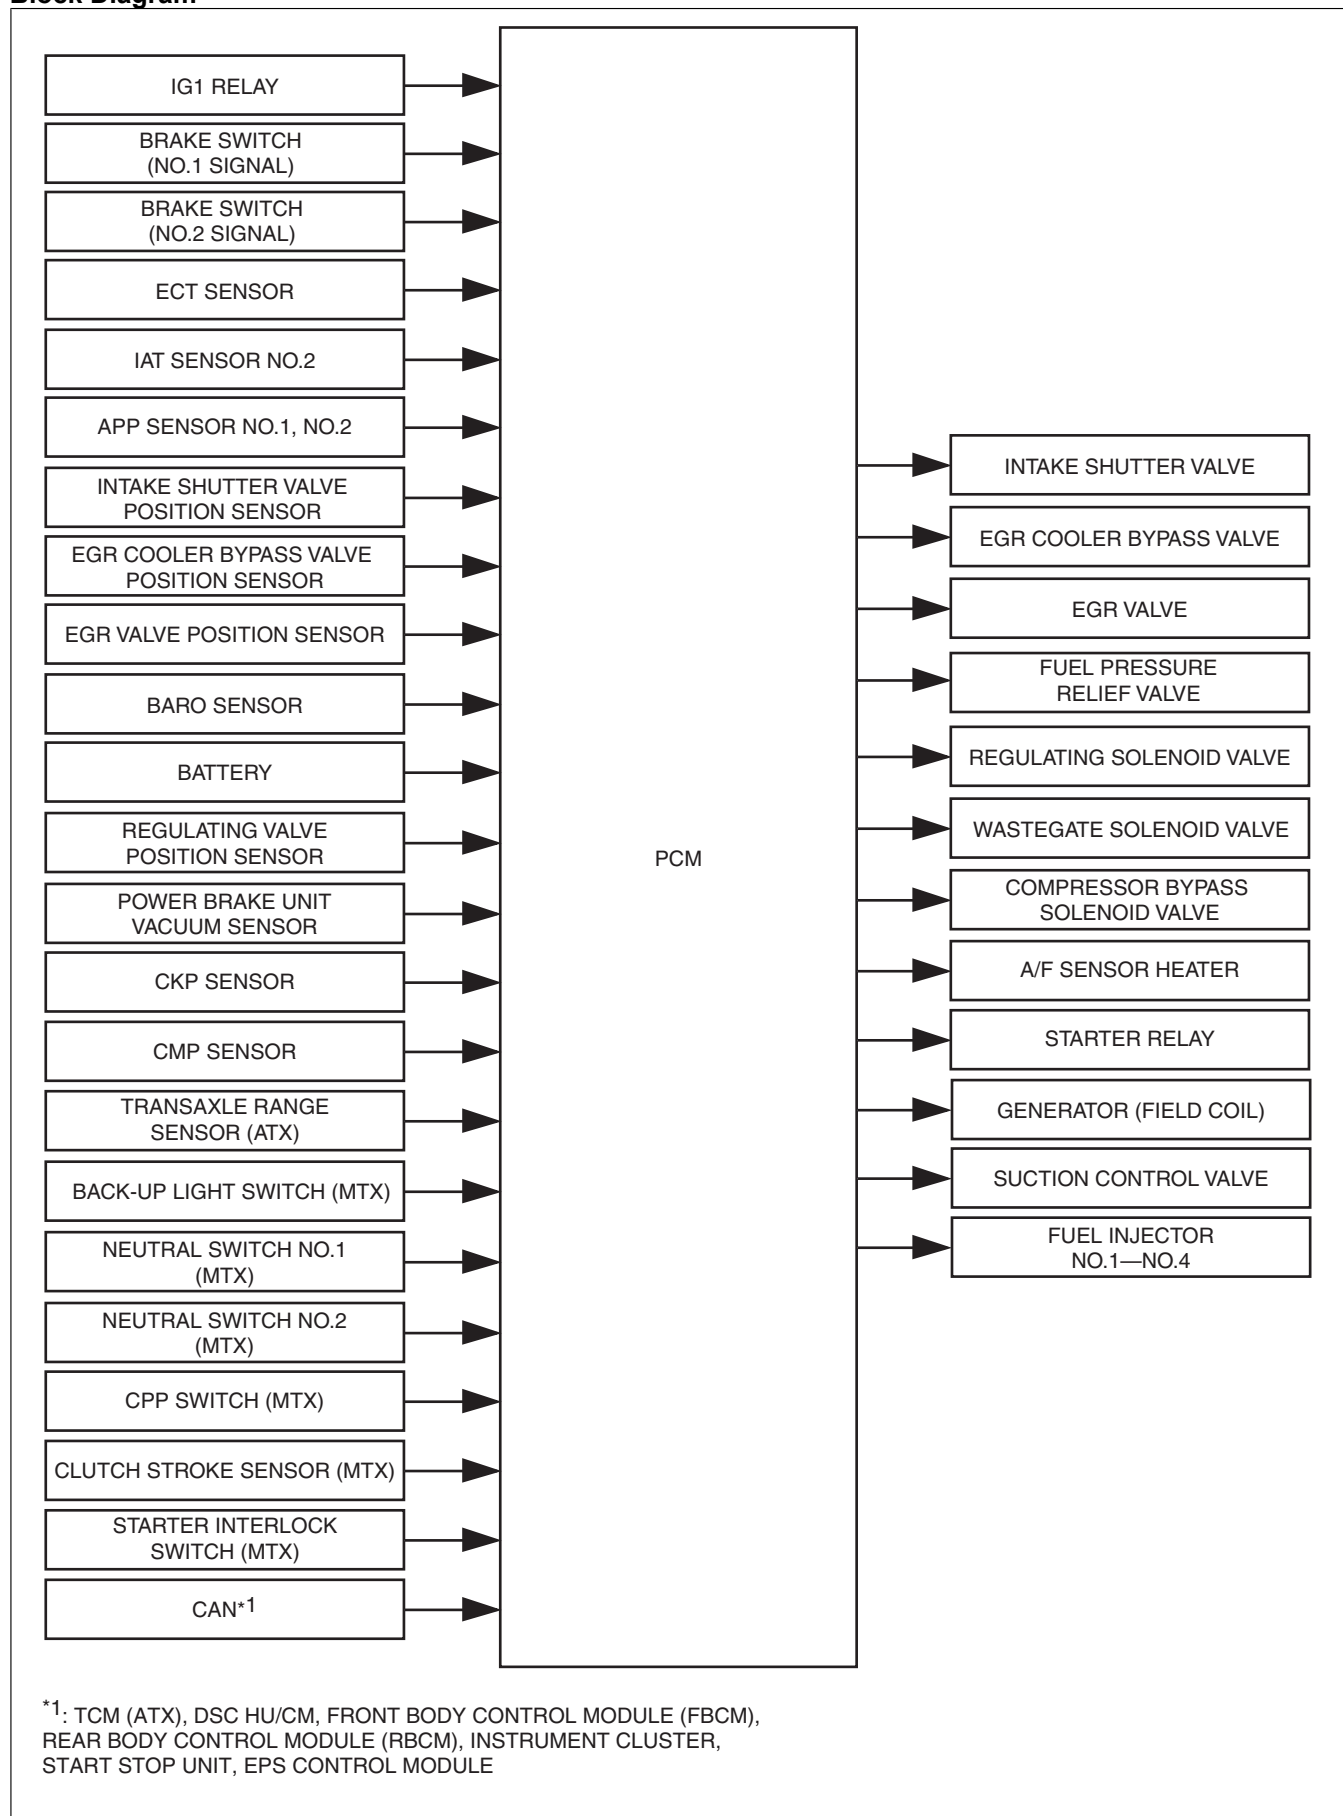 Block Diagram
IG1 RELAY
BRAKE SWITCH
(NO.1 SIGNAL)
BRAKE SWITCH
(NO.2 SIGNAL)
ECT SENSOR
IAT SENSOR NO.2
APP SENSOR NO.1, NO.2
INTAKE SHUTTER VALVE
POSITION SENSOR
EGR COOLER BYPASS VALVE
POSITION SENSOR
EGR VALVE POSITION SENSOR
BARO SENSOR
BATTERY
REGULATING VALVE
POSITION SENSOR
POWER BRAKE UNIT
VACUUM SENSOR
CKP SENSOR
CMP SENSOR
TRANSAXLE RANGE
SENSOR (ATX)
BACK-UP LIGHT SWITCH (MTX)
NEUTRAL SWITCH NO.1
(MTX)
NEUTRAL SWITCH NO.2
(MTX)
CPP SWITCH (MTX)
CLUTCH STROKE SENSOR (MTX)
STARTER INTERLOCK
SWITCH (MTX)
CAN*1
PCM
INTAKE SHUTTER VALVE
EGR COOLER BYPASS VALVE
EGR VALVE
FUEL PRESSURE
RELIEF VALVE
REGULATING SOLENOID VALVE
WASTEGATE SOLENOID VALVE
COMPRESSOR BYPASS
SOLENOID VALVE
A/F SENSOR HEATER
STARTER RELAY
GENERATOR (FIELD COIL)
SUCTION CONTROL VALVE
FUEL INJECTOR
NO.1—NO.4
*1: TCM (ATX), DSC HU/CM, FRONT BODY CONTROL MODULE (FBCM),
REAR BODY CONTROL MODULE (RBCM), INSTRUMENT CLUSTER,
START STOP UNIT, EPS CONTROL MODULE